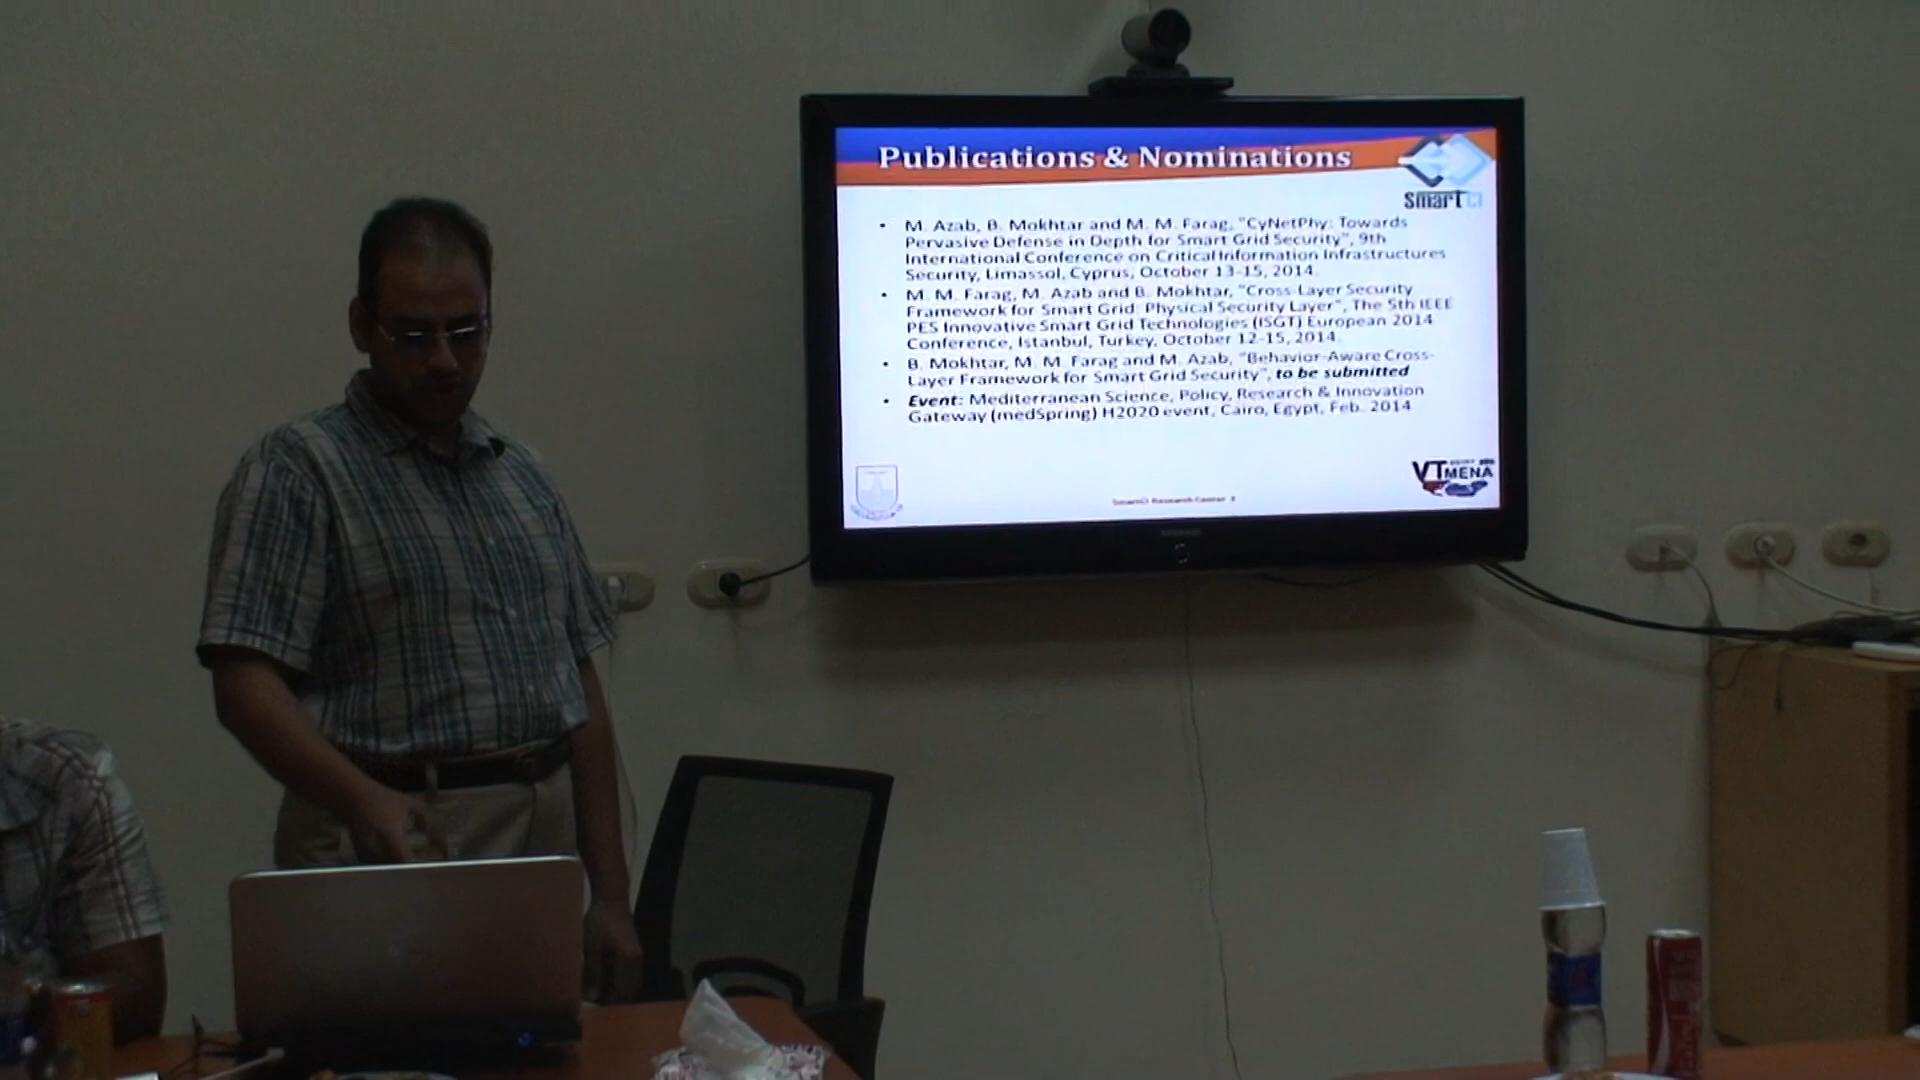 Publications & Nominations
smartCI
• M. Azab, B. Mokhtar and M. M. Farag, "CyNetPhy: Towards
Pervasive Defense in Depth for Smart Grid Security", 9th
International Conference on Critical Information Infrastructures
Security, Limassol, Cyprus, October 13-15, 2014.
• M. M. Farag, M. Azab and B. Mokhtar, "Cross-Layer Security
Framework for Smart Grid: Physical Security Layer", The 5th IEEE
PES Innovative Smart Grid Technologies (ISGT) European 2014
Conference, Istanbul, Turkey, October 12-15, 2014.
• B. Mokhtar, M. M. Farag and M. Azab, "Behavior-Aware Cross-
Layer Framework for Smart Grid Security", to be submitted
• Event: Mediterranean Science, Policy, Research & Innovation
Gateway (medSpring) H2020 event, Cairo, Egypt, Feb. 2014
VT MENA
SmartCI Research Center